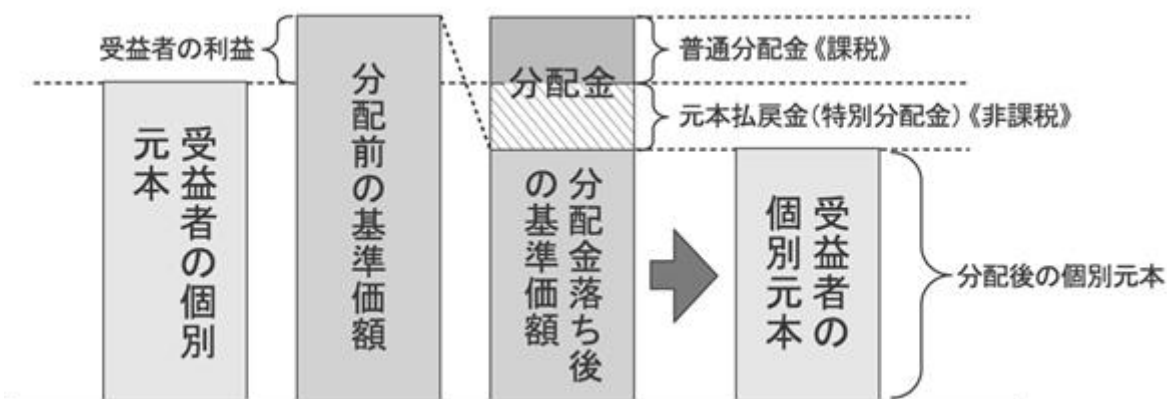 受益者の利益
受益者の個別
元本
分配前の基準価額
分配金
分配金落ち後
の基準価額
普通分配金《課税》
元本払戻金(特別分配金)《非課税》
受益者の
個別元本
分配後の個別元本